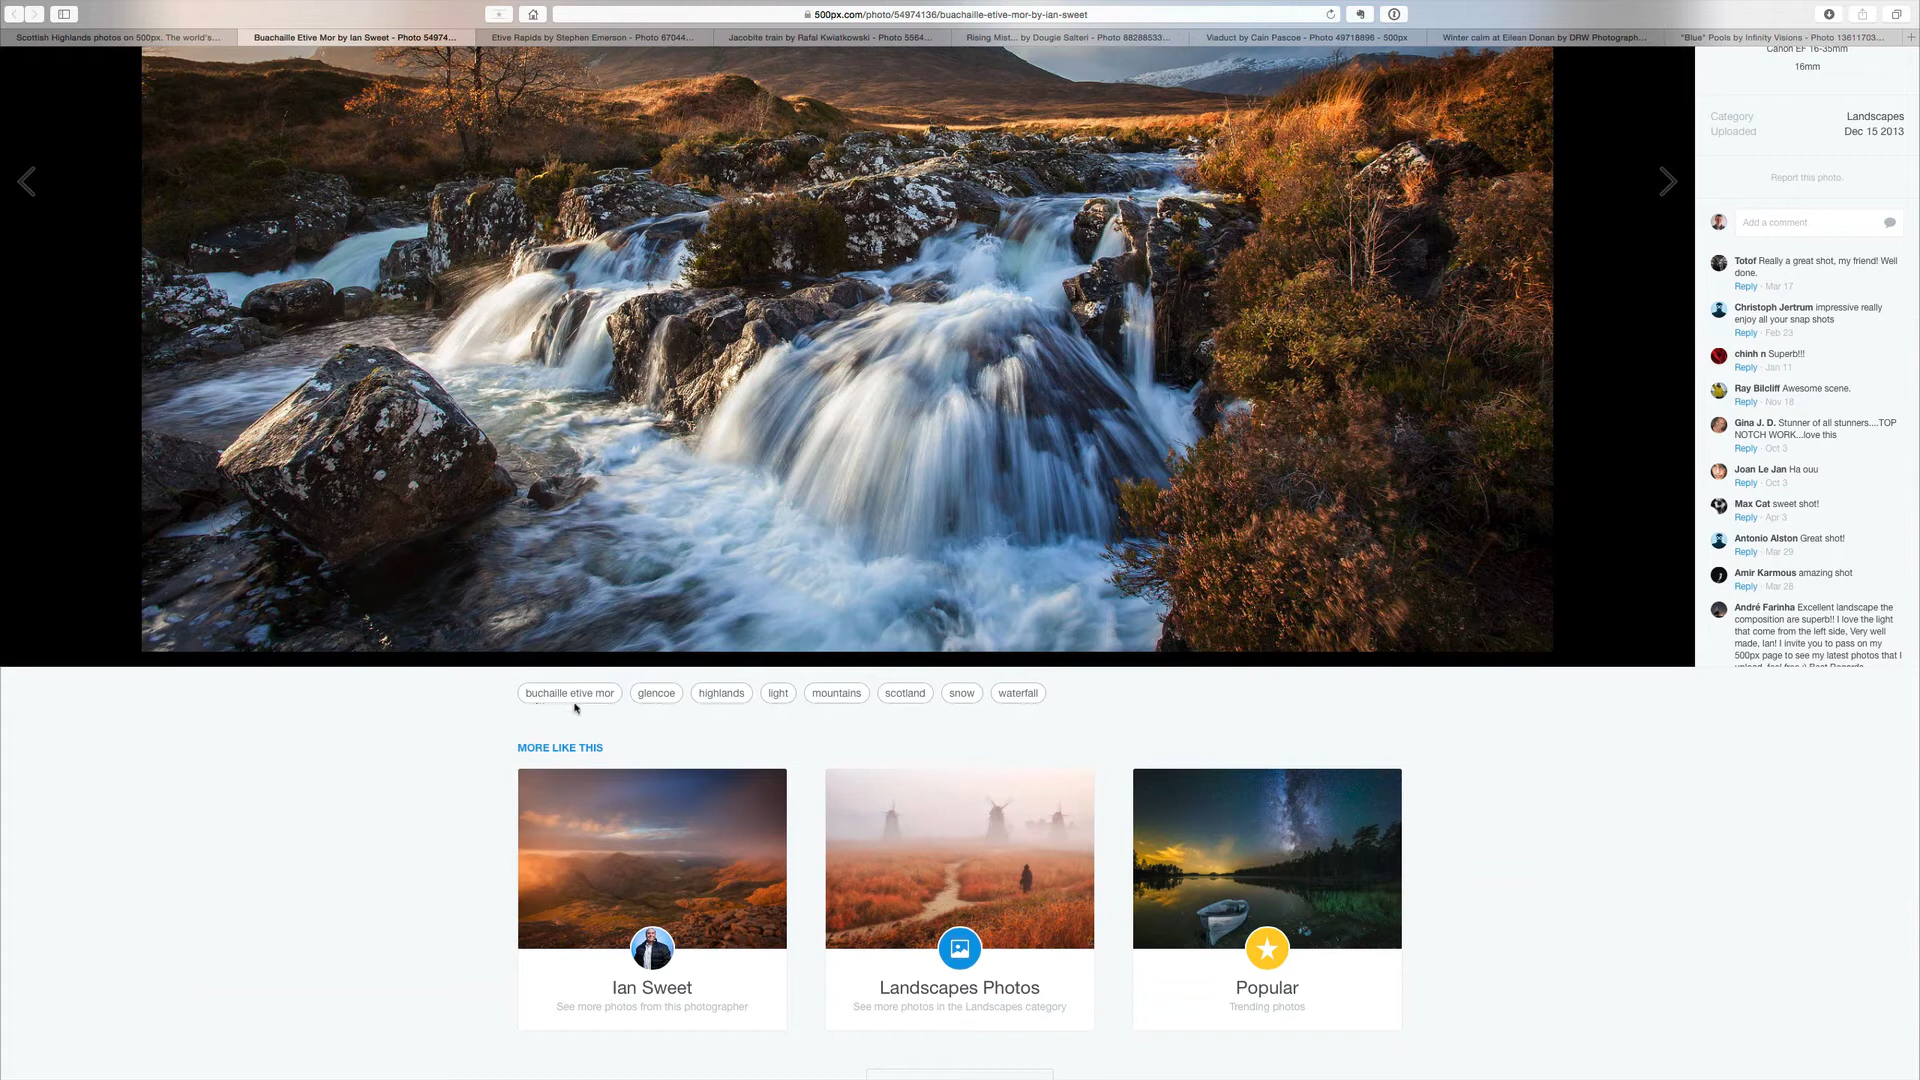 500px.com/photo/54974136/buachaille-etive-mor-by-ian-sweet
Scottish Highlands photos on 500px. The world's...
Buachaille Etive Mor by Ian Sweet - Photo 54974...
Etive Rapids by Stephen Emerson - Photo 67044...
Jacobite train by Rafal Kwiatkowski - Photo 5564...
Rising Mist... by Dougie Salteri - Photo 88288533...
Viaduct by Cain Pascoe - Photo 49718896 - 500px
Winter calm at Eilean Donan by DRW Photograph...
"Blue" Pools by Infinity Visions - Photo 13611703...
Canon EF 16-35mm
16mm
Category Landscapes
Uploaded Dec 15 2013
Report this photo.
Add a comment
Totof Really a great shot, my friend! Well
done.
Reply · Mar 17
Christoph Jertrum impressive really
enjoy all your snap shots
Reply · Feb 23
chinh n Superb!!!
Reply · Jan 11
Ray Bilcliff Awesome scene.
Reply · Nov 18
Gina J. D. Stunner of all stunners....TOP
NOTCH WORK...love this
Reply · Oct 3
Joan Le Jan Ha ouu
Reply · Oct 3
Max Cat sweet shot!
Reply · Apr 3
Antonio Alston Great shot!
Reply · Mar 29
Amir Karmous amazing shot
Reply · Mar 28
André Farinha Excellent landscape the
composition are superb!! I love the light
that come from the left side, Very well
made, Ian! I invite you to pass on my
500px page to see my latest photos that I
buchaille etive mor glencoe highlands light mountains scotland snow waterfall
MORE LIKE THIS
Ian Sweet
See more photos from this photographer
Landscapes Photos
See more photos in the Landscapes category
Popular
Trending photos